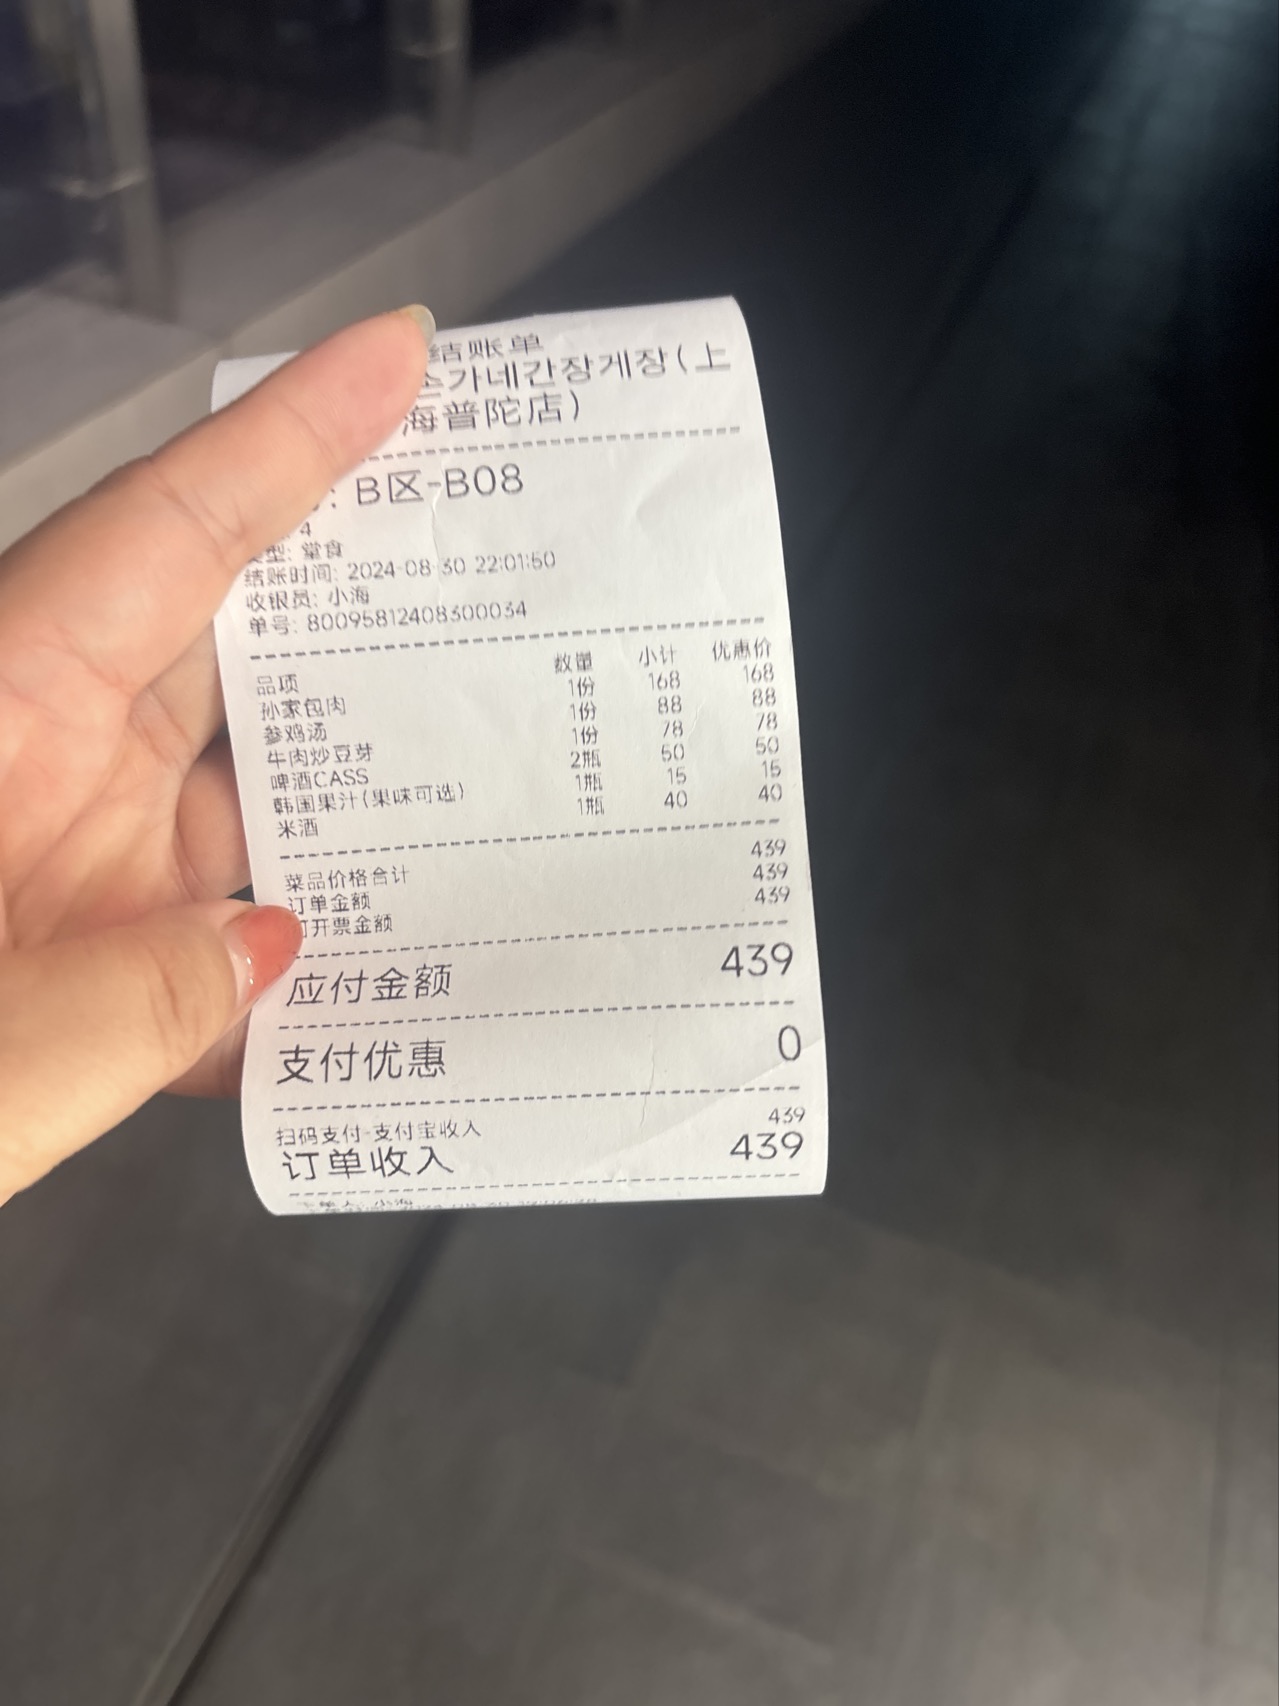 结账单
가네간장게장(上
海普陀店)
B区-B08
4
型: 堂食
结账时间: 2024-08-30 22:01:50
收银员: 小海
单号: 80095812408300034
品项 数量 小计 优惠价
孙家包肉 1份 168 168
参鸡汤 1份 88 88
牛肉炒豆芽 1份 78 78
啤酒CASS 2瓶 50 50
韩国果汁(果味可选) 1瓶 15 15
米酒 1瓶 40 40
菜品价格合计 439
订单金额 439
开票金额 439
应付金额 439
支付优惠 0
扫码支付-支付宝收入 439
订单收入 439